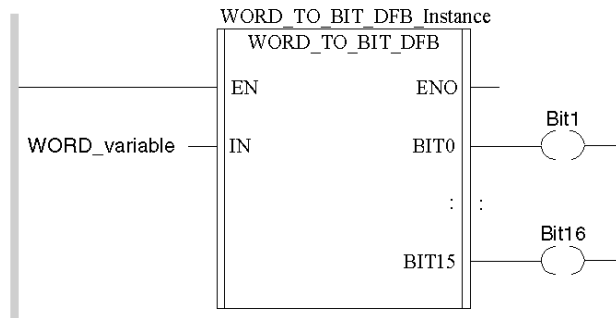 WORD_TO_BIT_DFB_Instance
WORD_TO_BIT_DFB
EN ENO
Bit1
WORD_variable IN BIT0
: :
Bit16
BIT15